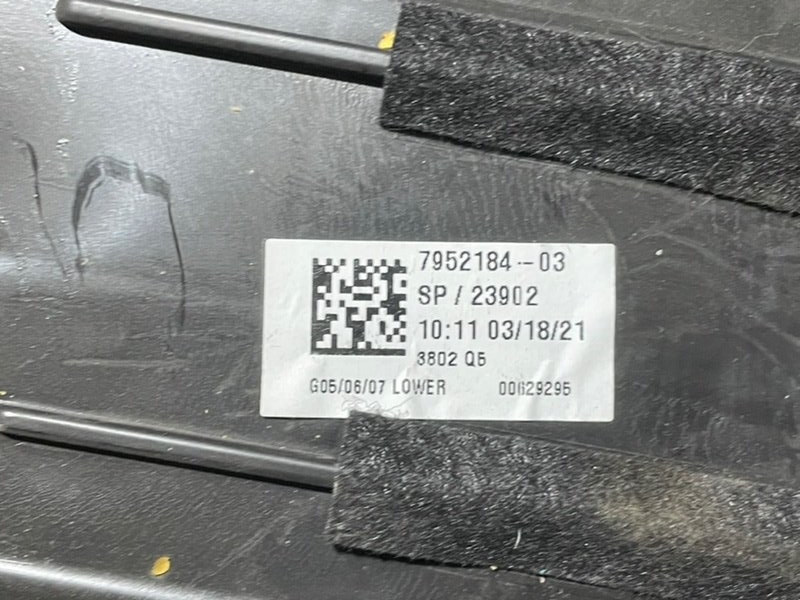 7952184-03
SP / 23902
10:11 03/18/21
3802 Q5
G05/06/07 LOWER 00629295